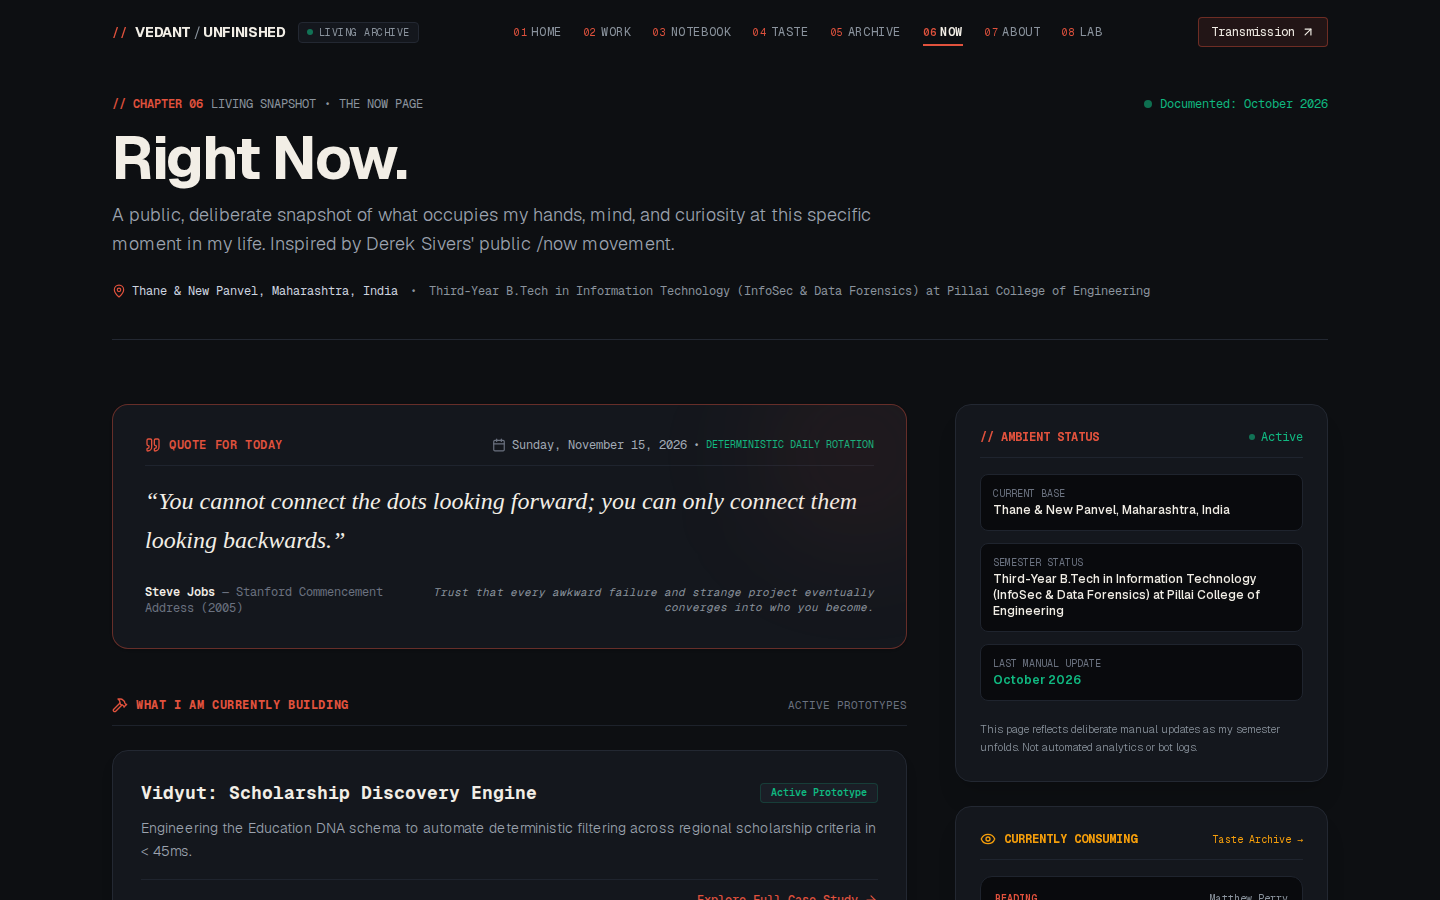 // VEDANT / UNFINISHED
LIVING ARCHIVE
01 HOME
02 WORK
03 NOTEBOOK
04 TASTE
05 ARCHIVE
06 NOW
07 ABOUT
08 LAB
Transmission ↗
// CHAPTER 06 LIVING SNAPSHOT • THE NOW PAGE
Documented: October 2026
Right Now.
A public, deliberate snapshot of what occupies my hands, mind, and curiosity at this specific
moment in my life. Inspired by Derek Sivers' public /now movement.
Thane & New Panvel, Maharashtra, India • Third-Year B.Tech in Information Technology (InfoSec & Data Forensics) at Pillai College of Engineering
QUOTE FOR TODAY
Sunday, November 15, 2026 • DETERMINISTIC DAILY ROTATION
“You cannot connect the dots looking forward; you can only connect them
looking backwards.”
Steve Jobs — Stanford Commencement
Address (2005)
Trust that every awkward failure and strange project eventually
converges into who you become.
WHAT I AM CURRENTLY BUILDING
ACTIVE PROTOTYPES
Vidyut: Scholarship Discovery Engine
Active Prototype
Engineering the Education DNA schema to automate deterministic filtering across regional scholarship criteria in
< 45ms.
Explore Full Case Study →
// AMBIENT STATUS
Active
CURRENT BASE
Thane & New Panvel, Maharashtra, India
SEMESTER STATUS
Third-Year B.Tech in Information Technology
(InfoSec & Data Forensics) at Pillai College of
Engineering
LAST MANUAL UPDATE
October 2026
This page reflects deliberate manual updates as my semester
unfolds. Not automated analytics or bot logs.
CURRENTLY CONSUMING
Taste Archive →
READING
Matthew Perry